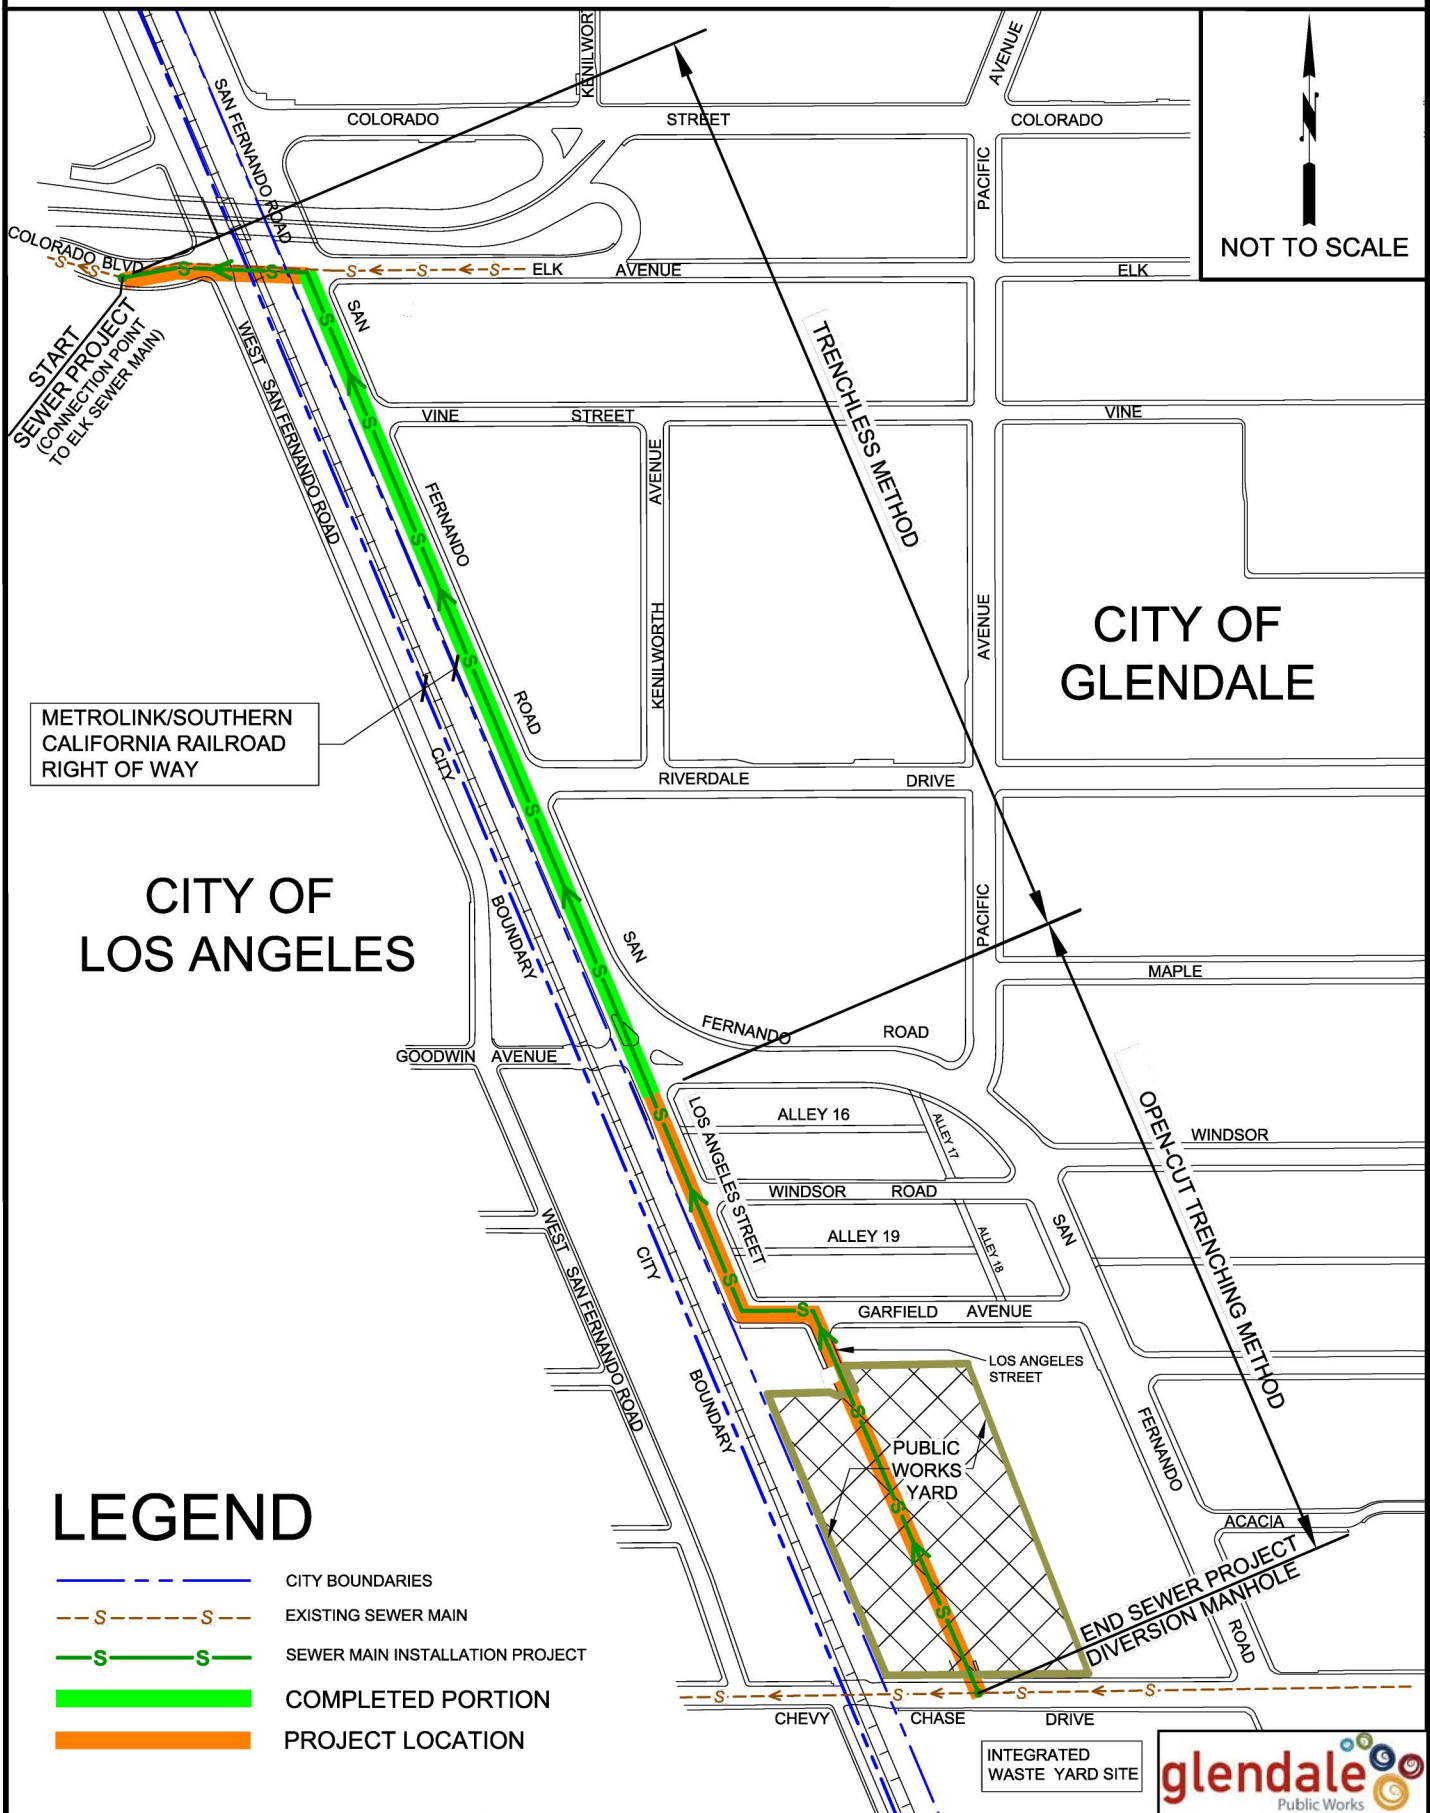 KENILWOR
AVENUE
SAN FERNANDO ROAD
COLORADO
STREET
COLORADO
PACIFIC
N
NOT TO SCALE
COLORADO BLVD
S S S S S S S
ELK
AVENUE
ELK
START
SEWER PROJECT
(CONNECTION POINT
TO ELK SEWER MAIN)
WEST SAN FERNANDO ROAD
SAN
S
TRENCHLESS METHOD
VINE
STREET
VINE
S
AVENUE
FERNANDO
S
KENILWORTH
AVENUE
CITY OF
GLENDALE
S
ROAD
METROLINK/SOUTHERN
CALIFORNIA RAILROAD
RIGHT OF WAY
CITY
RIVERDALE
DRIVE
S
CITY OF
LOS ANGELES
BOUNDARY
PACIFIC
SAN
S
MAPLE
FERNANDO
ROAD
GOODWIN AVENUE
OPEN-CUT TRENCHING METHOD
S
LOS ANGELES STREET
ALLEY 16
ALLEY 17
WINDSOR
WINDSOR ROAD
WEST SAN FERNANDO ROAD
ALLEY 19
ALLEY 18
SAN
CITY
S
S
GARFIELD AVENUE
LOS ANGELES
STREET
BOUNDARY
S
FERNANDO
PUBLIC
WORKS
YARD
S
ACACIA
END SEWER PROJECT
DIVERSION MANHOLE
S
ROAD
S S S S
CHEVY
CHASE
DRIVE
LEGEND
CITY BOUNDARIES
S S EXISTING SEWER MAIN
S S SEWER MAIN INSTALLATION PROJECT
COMPLETED PORTION
PROJECT LOCATION
INTEGRATED
WASTE YARD SITE
glendale
Public Works